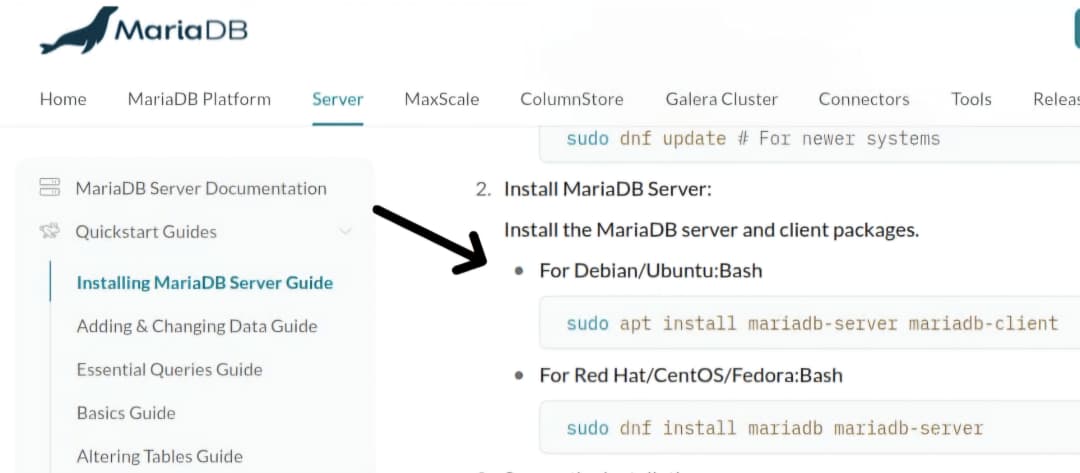 MariaDB
Home MariaDB Platform Server MaxScale ColumnStore Galera Cluster Connectors Tools
sudo dnf update # For newer systems
MariaDB Server Documentation
Quickstart Guides
Installing MariaDB Server Guide
Adding & Changing Data Guide
Essential Queries Guide
Basics Guide
Altering Tables Guide
2. Install MariaDB Server:
Install the MariaDB server and client packages.
For Debian/Ubuntu:Bash
sudo apt install mariadb-server mariadb-client
For Red Hat/CentOS/Fedora:Bash
sudo dnf install mariadb mariadb-server